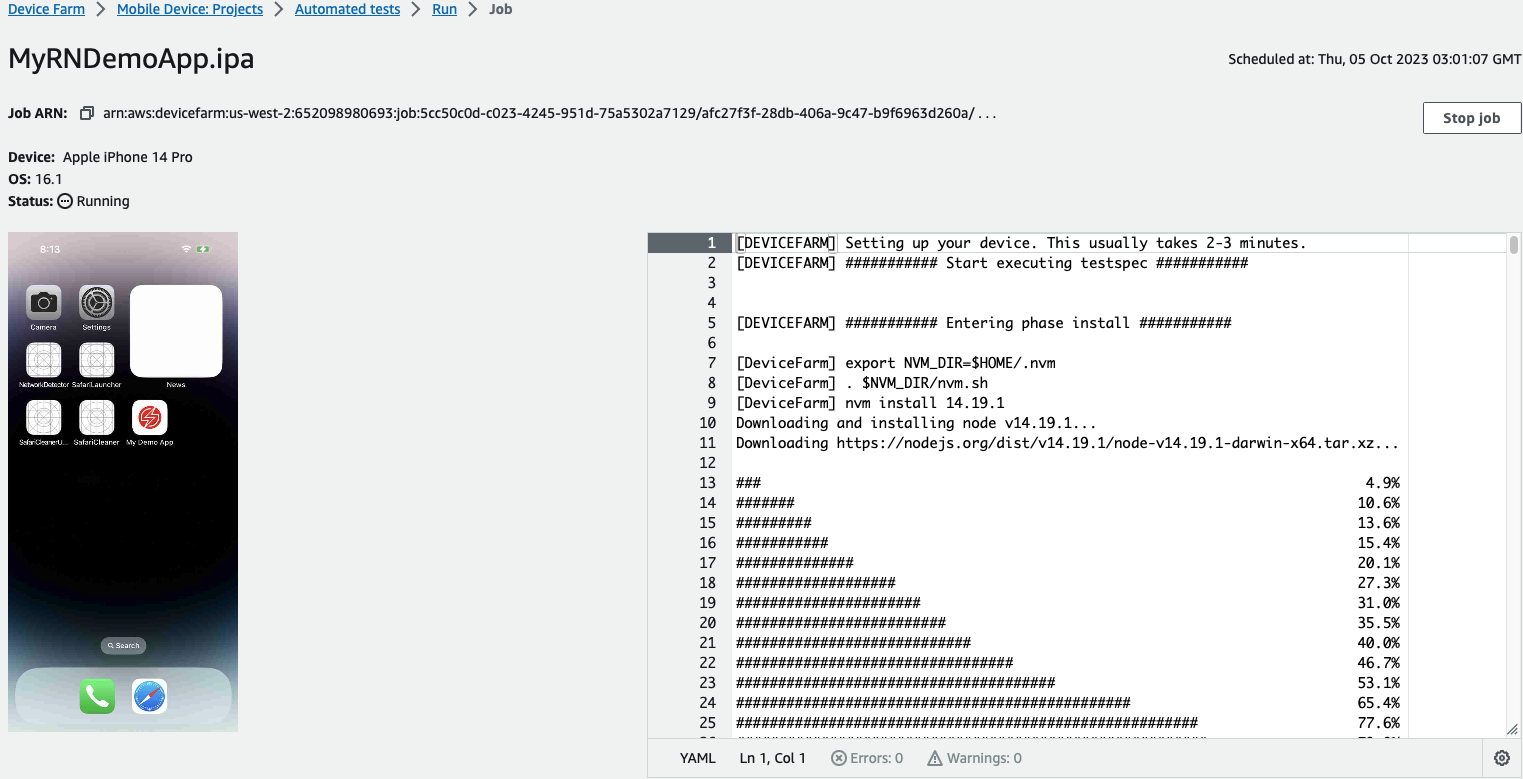 Device Farm > Mobile Device: Projects > Automated tests > Run > Job
MyRNDemoApp.ipa
Scheduled at: Thu, 05 Oct 2023 03:01:07 GMT
Job ARN: arn:aws:devicefarm:us-west-2:652098980693:job:5cc50c0d-c023-4245-951d-75a5302a7129/afc27f3f-28db-406a-9c47-b9f6963d260a/ . . .
Stop job
Device: Apple iPhone 14 Pro
OS: 16.1
Status: Running
8:13
Camera Settings
NetworkDetector SafariLauncher News
SafariCleanerU... SafariCleaner My Demo App
Search
1 [DEVICEFARM] Setting up your device. This usually takes 2-3 minutes.
2 [DEVICEFARM] ########### Start executing testspec ###########
3
4
5 [DEVICEFARM] ########### Entering phase install ###########
6
7 [DeviceFarm] export NVM_DIR=$HOME/.nvm
8 [DeviceFarm] . $NVM_DIR/nvm.sh
9 [DeviceFarm] nvm install 14.19.1
10 Downloading and installing node v14.19.1...
11 Downloading https://nodejs.org/dist/v14.19.1/node-v14.19.1-darwin-x64.tar.xz...
12
13 ### 4.9%
14 ####### 10.6%
15 ######### 13.6%
16 ########### 15.4%
17 ############## 20.1%
18 ################### 27.3%
19 ###################### 31.0%
20 ######################### 35.5%
21 ############################ 40.0%
22 ################################# 46.7%
23 ###################################### 53.1%
24 ############################################### 65.4%
25 ####################################################### 77.6%
YAML Ln 1, Col 1 Errors: 0 Warnings: 0